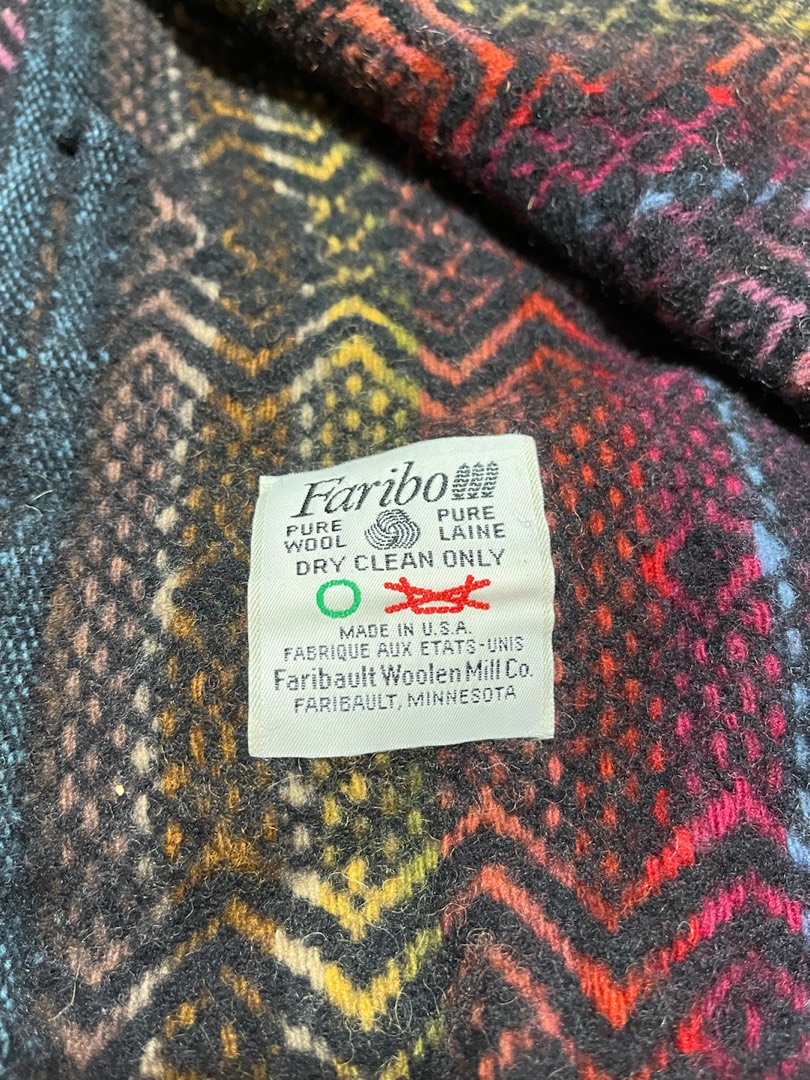 Faribo
PURE WOOL PURE LAINE
DRY CLEAN ONLY
MADE IN U.S.A.
FABRIQUE AUX ETATS-UNIS
Faribault Woolen Mill Co.
FARIBAULT, MINNESOTA